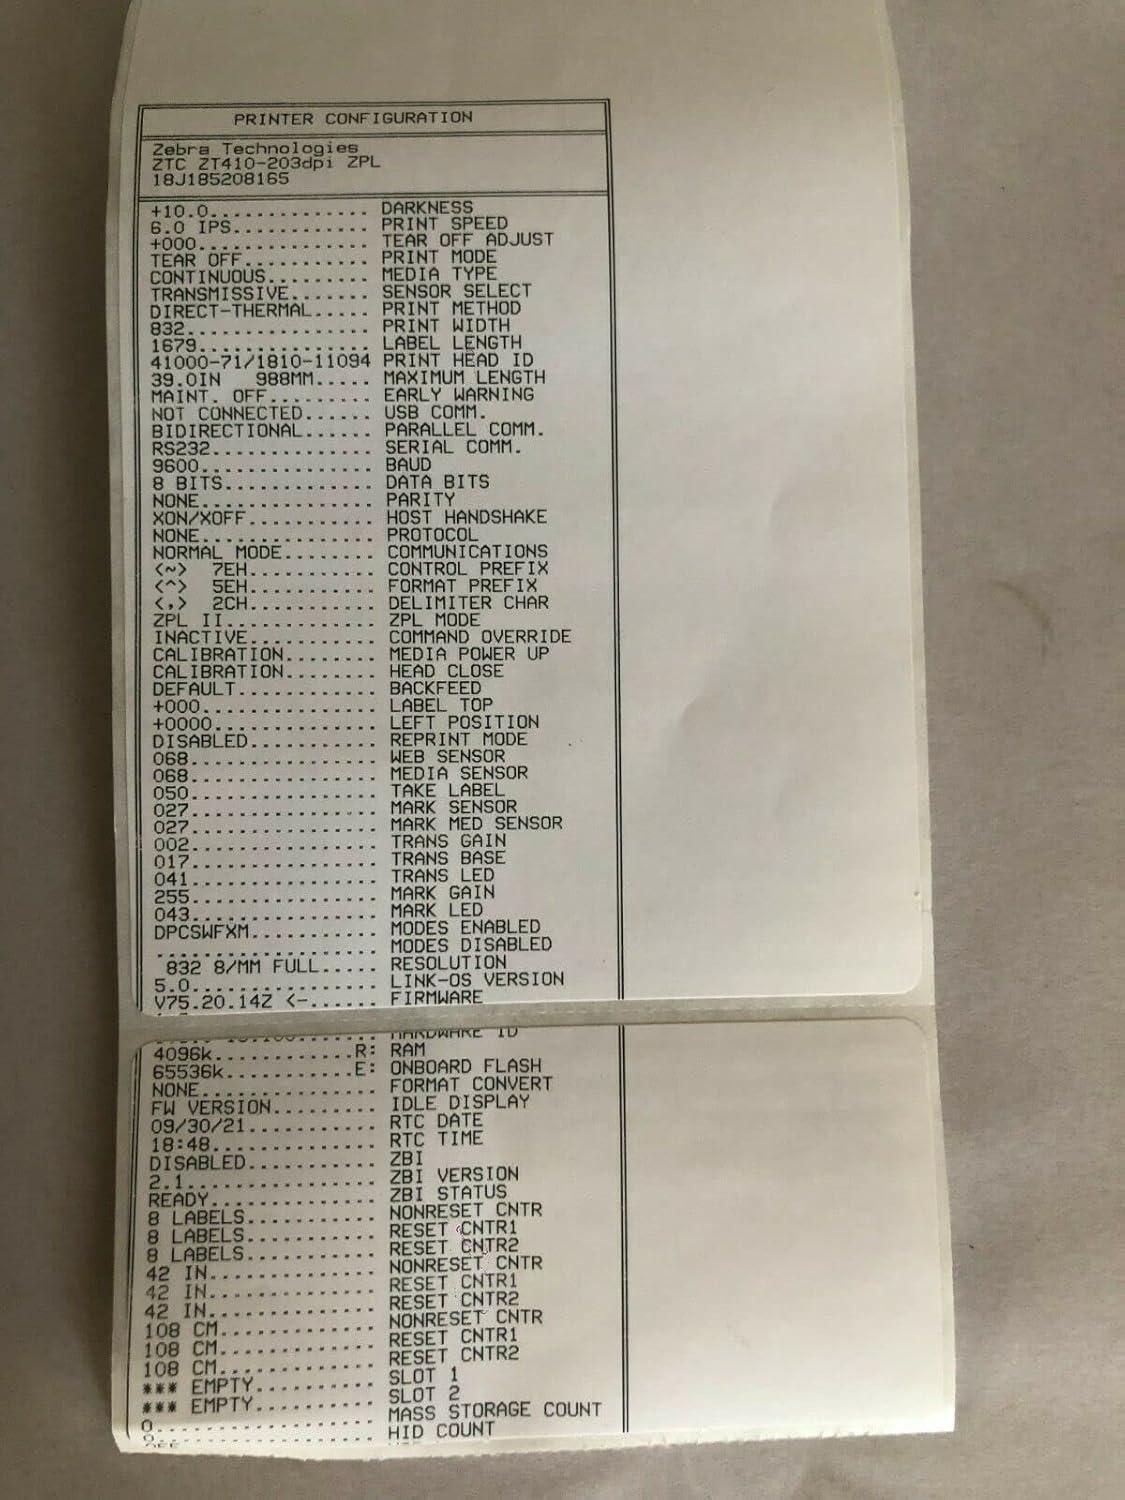 PRINTER CONFIGURATION
Zebra Technologies
ZTC ZT410-203dpi ZPL
18J185208165
+10.0.............. DARKNESS
6.0 IPS............ PRINT SPEED
+000............... TEAR OFF ADJUST
TEAR OFF........... PRINT MODE
CONTINUOUS......... MEDIA TYPE
TRANSMISSIVE....... SENSOR SELECT
DIRECT-THERMAL..... PRINT METHOD
832................ PRINT WIDTH
1679............... LABEL LENGTH
41000-71/1810-11094 PRINT HEAD ID
39.0IN 988MM..... MAXIMUM LENGTH
MAINT. OFF......... EARLY WARNING
NOT CONNECTED...... USB COMM.
BIDIRECTIONAL...... PARALLEL COMM.
RS232.............. SERIAL COMM.
9600............... BAUD
8 BITS............. DATA BITS
NONE............... PARITY
XON/XOFF........... HOST HANDSHAKE
NONE............... PROTOCOL
NORMAL MODE........ COMMUNICATIONS
<~> 7EH........... CONTROL PREFIX
<^> 5EH........... FORMAT PREFIX
<,> 2CH........... DELIMITER CHAR
ZPL II............. ZPL MODE
INACTIVE........... COMMAND OVERRIDE
CALIBRATION........ MEDIA POWER UP
CALIBRATION........ HEAD CLOSE
DEFAULT............ BACKFEED
+000............... LABEL TOP
+0000.............. LEFT POSITION
DISABLED........... REPRINT MODE
068................ WEB SENSOR
068................ MEDIA SENSOR
050................ TAKE LABEL
027................ MARK SENSOR
027................ MARK MED SENSOR
002................ TRANS GAIN
017................ TRANS BASE
041................ TRANS LED
255................ MARK GAIN
043................ MARK LED
DPCSWFXM........... MODES ENABLED
................... MODES DISABLED
832 8/MM FULL..... RESOLUTION
5.0................ LINK-OS VERSION
V75.20.14Z <-...... FIRMWARE
HARDWARE ID
4096k............R: RAM
65536k...........E: ONBOARD FLASH
NONE............... FORMAT CONVERT
FW VERSION......... IDLE DISPLAY
09/30/21........... RTC DATE
18:48.............. RTC TIME
DISABLED........... ZBI
2.1................ ZBI VERSION
READY.............. ZBI STATUS
8 LABELS........... NONRESET CNTR
8 LABELS........... RESET CNTR1
8 LABELS........... RESET CNTR2
42 IN.............. NONRESET CNTR
42 IN.............. RESET CNTR1
42 IN.............. RESET CNTR2
108 CM............. NONRESET CNTR
108 CM............. RESET CNTR1
108 CM............. RESET CNTR2
*** EMPTY.......... SLOT 1
*** EMPTY.......... SLOT 2
0.................. MASS STORAGE COUNT
0.................. HID COUNT